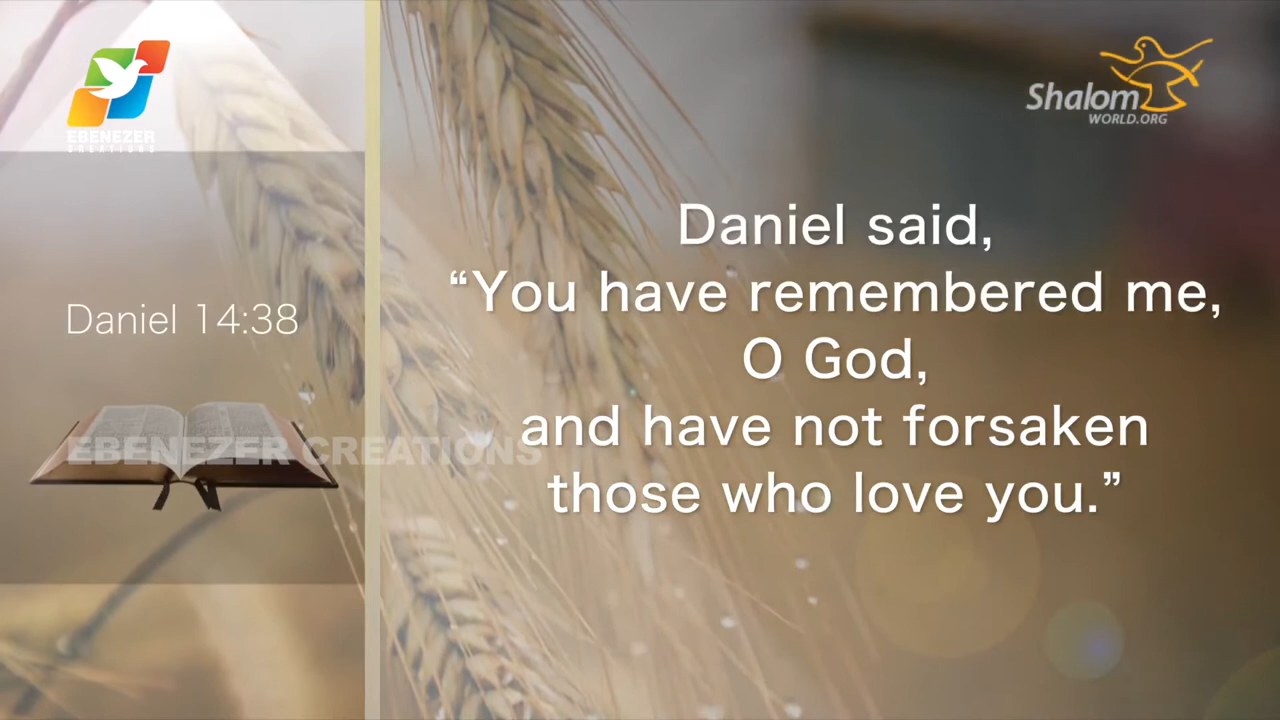 EBENEZER
CREATIONS
Shalom
WORLD.ORG
Daniel 14:38
EBENEZER CREATIONS
Daniel said,
“You have remembered me,
O God,
and have not forsaken
those who love you.”